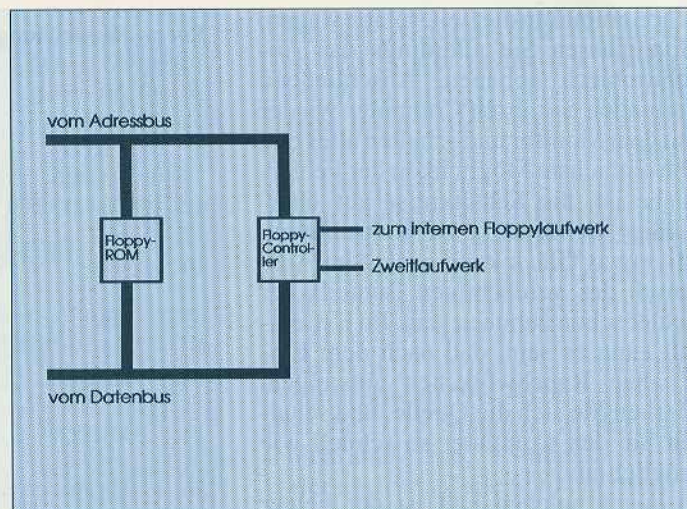 vom Adressbus
Floppy-
ROM
Floppy-
Control-
ler
zum internen Floppylaufwerk
Zweitlaufwerk
vom Datenbus